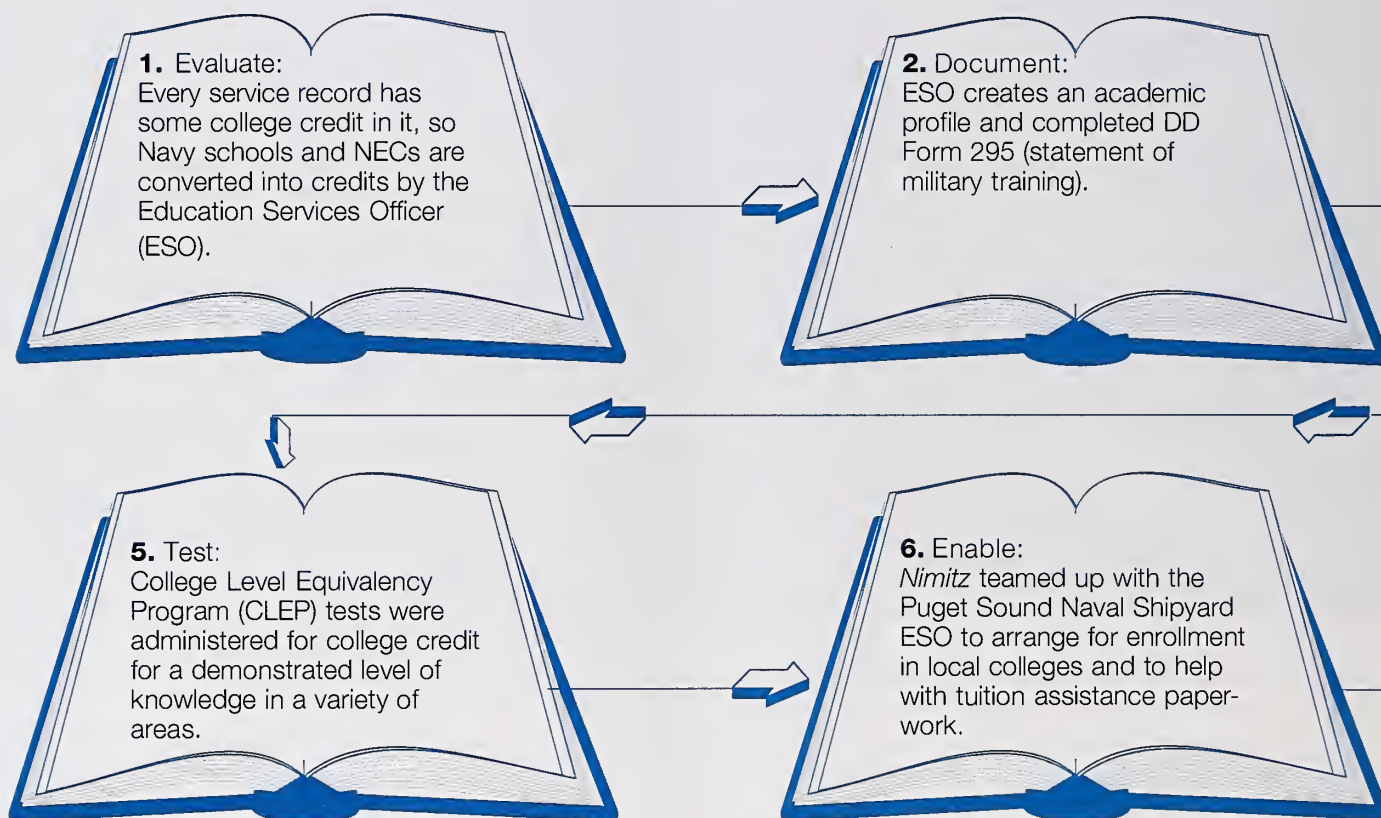 1. Evaluate:
Every service record has
some college credit in it, so
Navy schools and NECs are
converted into credits by the
Education Services Officer
(ESO).
2. Document:
ESO creates an academic
profile and completed DD
Form 295 (statement of
military training).
5. Test:
College Level Equivalency
Program (CLEP) tests were
administered for college credit
for a demonstrated level of
knowledge in a variety of
areas.
6. Enable:
Nimitz teamed up with the
Puget Sound Naval Shipyard
ESO to arrange for enrollment
in local colleges and to help
with tuition assistance paper-
work.